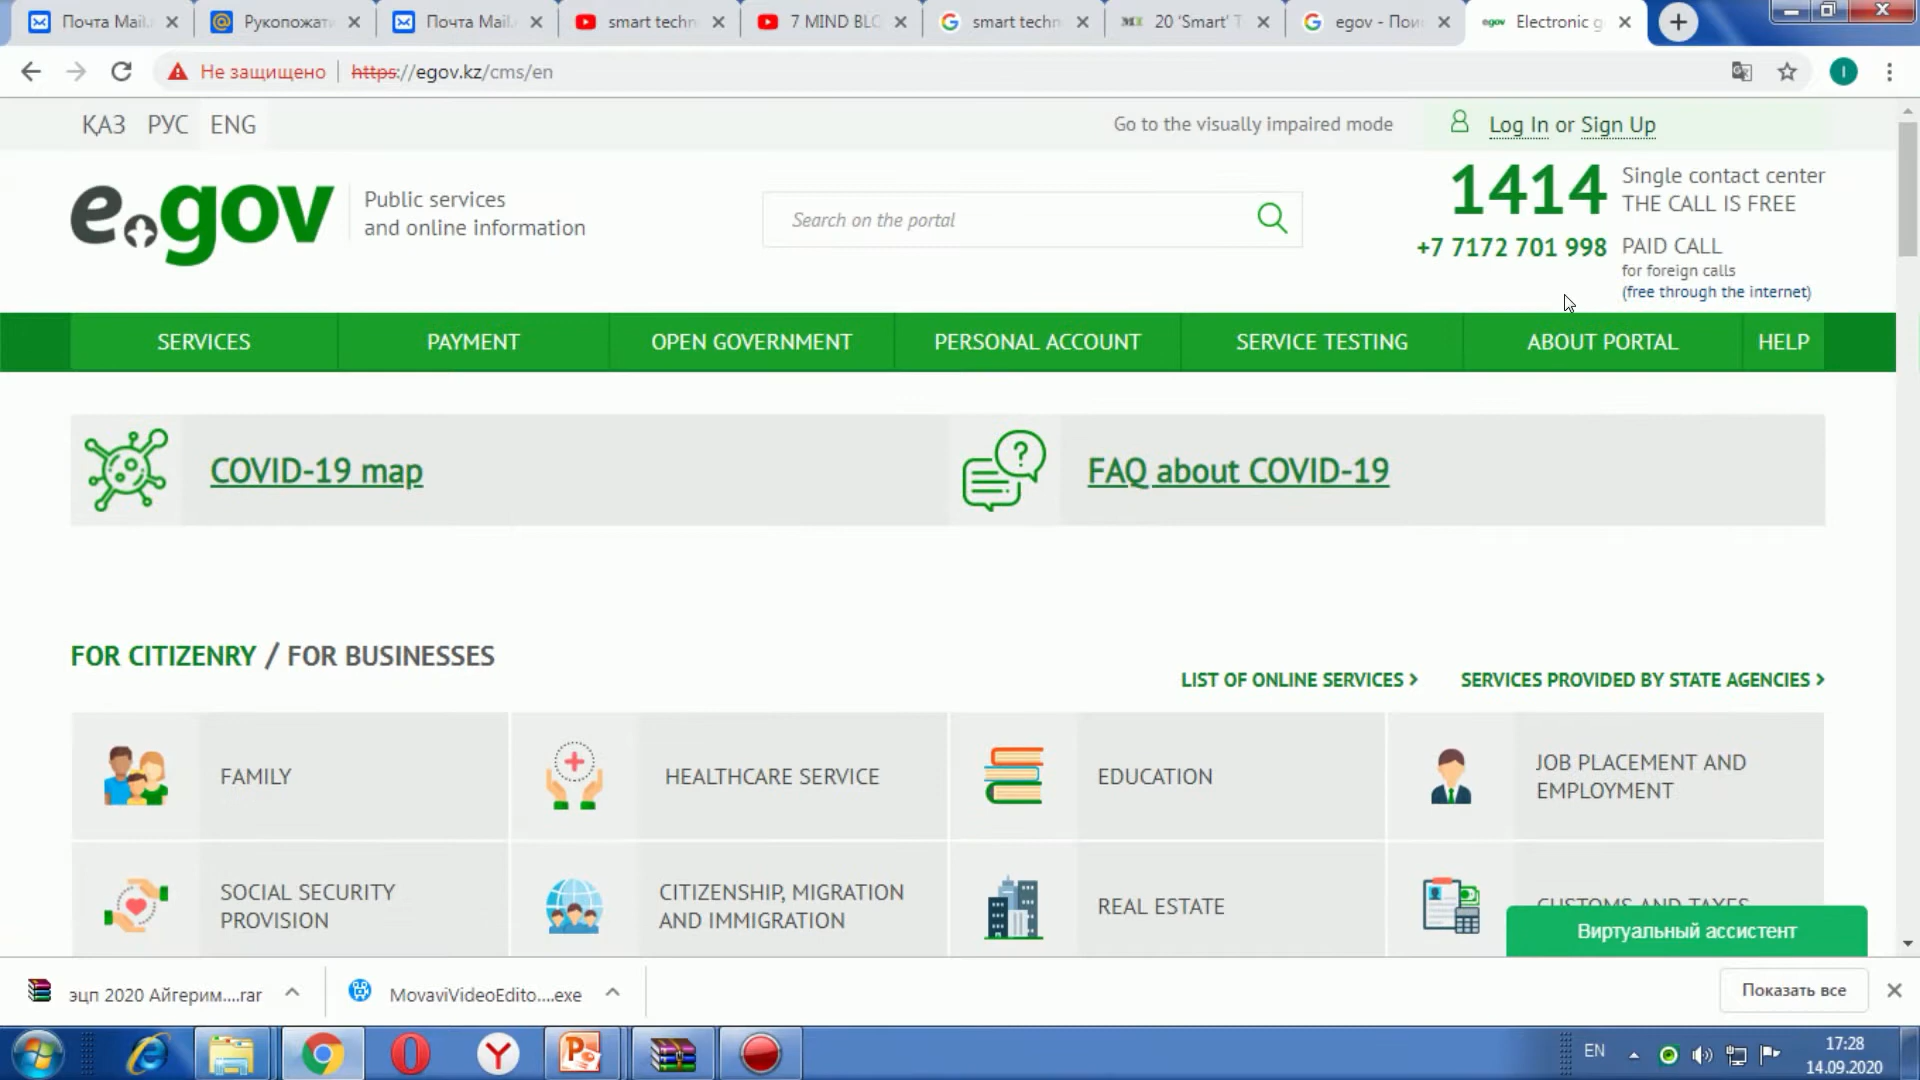 Почта Mail.
Рукопожат
Почта Mail.
smart techn
7 MIND BLO
smart techn
20 'Smart' T
egov - Пои
Electronic g
Не защищено https://egov.kz/cms/en
ҚАЗ РУС ENG
Go to the visually impaired mode
Log In or Sign Up
e.gov
Public services
and online information
Search on the portal
1414 Single contact center
THE CALL IS FREE
+7 7172 701 998 PAID CALL
for foreign calls
(free through the internet)
SERVICES PAYMENT OPEN GOVERNMENT PERSONAL ACCOUNT SERVICE TESTING ABOUT PORTAL HELP
COVID-19 map
FAQ about COVID-19
FOR CITIZENRY / FOR BUSINESSES
LIST OF ONLINE SERVICES > SERVICES PROVIDED BY STATE AGENCIES >
FAMILY
HEALTHCARE SERVICE
EDUCATION
JOB PLACEMENT AND
EMPLOYMENT
SOCIAL SECURITY
PROVISION
CITIZENSHIP, MIGRATION
AND IMMIGRATION
REAL ESTATE
CUSTOMS AND TAXES
Виртуальный ассистент
эцп 2020 Айгерим....rar
MovaviVideoEdito....exe
Показать все
EN
17:28
14.09.2020